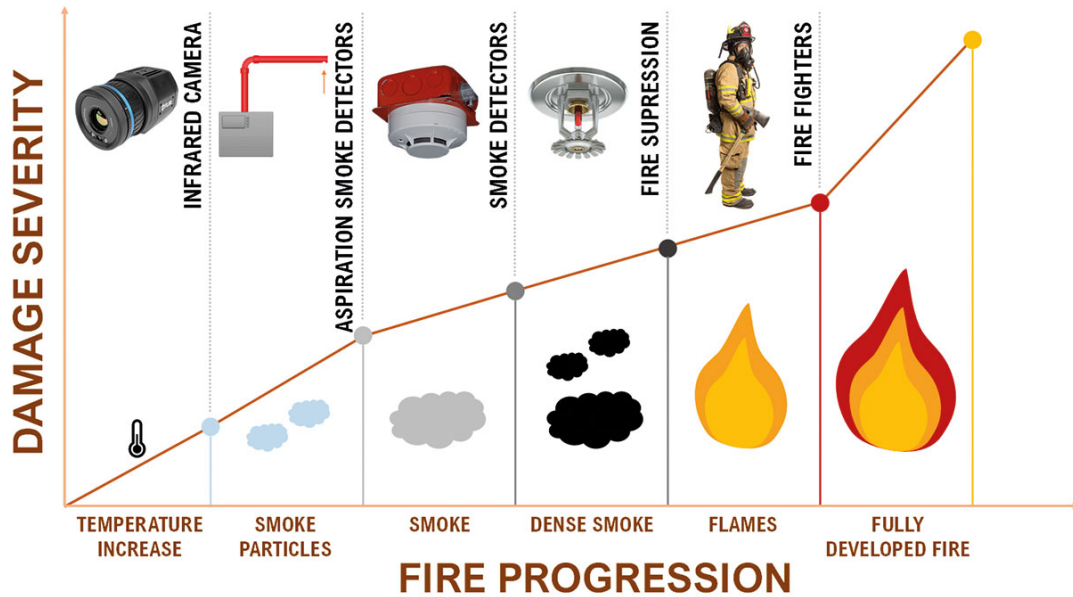 DAMAGE SEVERITY
INFRARED CAMERA
ASPIRATION SMOKE DETECTORS
SMOKE DETECTORS
FIRE SUPRESSION
FIRE FIGHTERS
TEMPERATURE
INCREASE
SMOKE
PARTICLES
SMOKE
DENSE SMOKE
FLAMES
FULLY
DEVELOPED FIRE
FIRE PROGRESSION